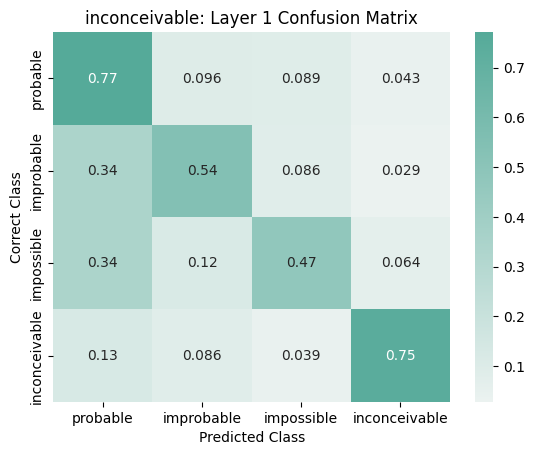 inconceivable: Layer 1 Confusion Matrix
Correct Class
probable
0.77 0.096 0.089 0.043
improbable
0.34 0.54 0.086 0.029
impossible
0.34 0.12 0.47 0.064
inconceivable
0.13 0.086 0.039 0.75
probable improbable impossible inconceivable
Predicted Class
0.7
0.6
0.5
0.4
0.3
0.2
0.1